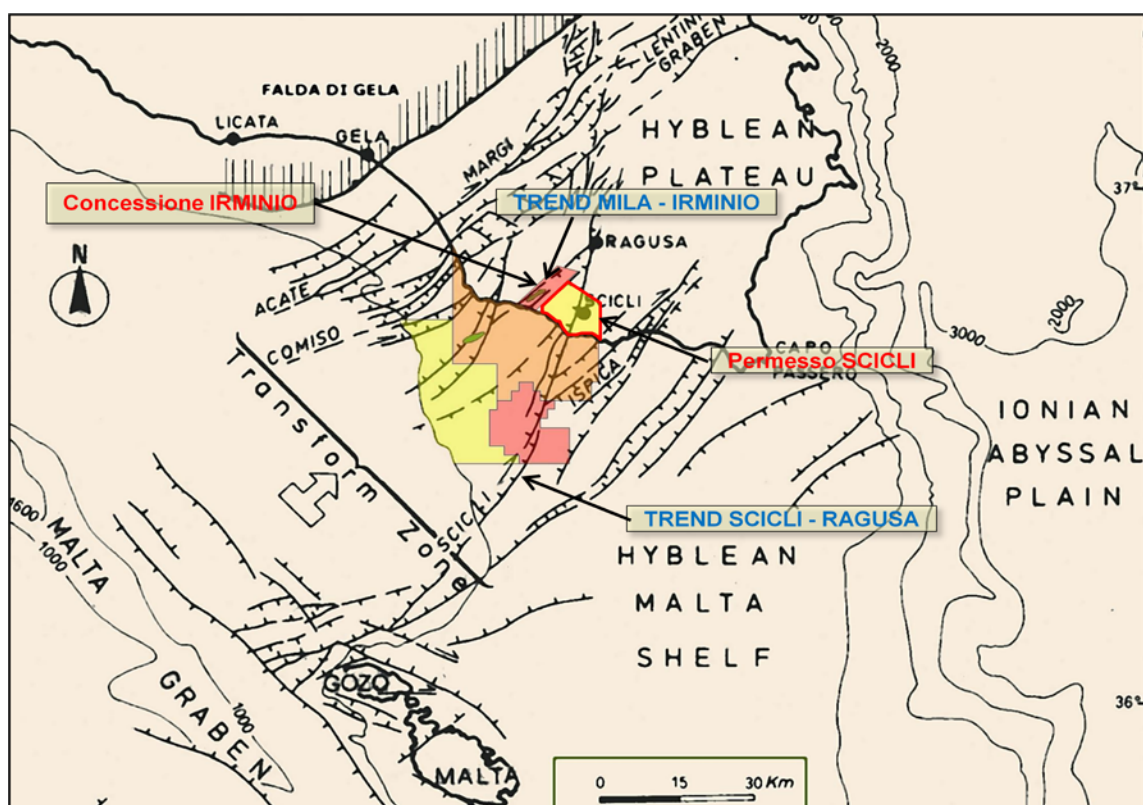 2000
LENTINI
GRABEN
FALDA DI GELA
LICATA
GELA
HYBLEAN
PLATEAU
MARGI
37°
Concessione IRMINIO
TREND MILA - IRMINIO
RAGUSA
N
ACATE
SCICLI
2000
3000
COMISO
Permesso SCICLI
CAPO
PASSERO
ISPICA
Transform Zone
IONIAN
ABYSSAL
PLAIN
SCICLI
TREND SCICLI - RAGUSA
1000
MALTA
GRABEN
1000
HYBLEAN
MALTA
SHELF
GOZO
36°
MALTA
0 15 30 Km